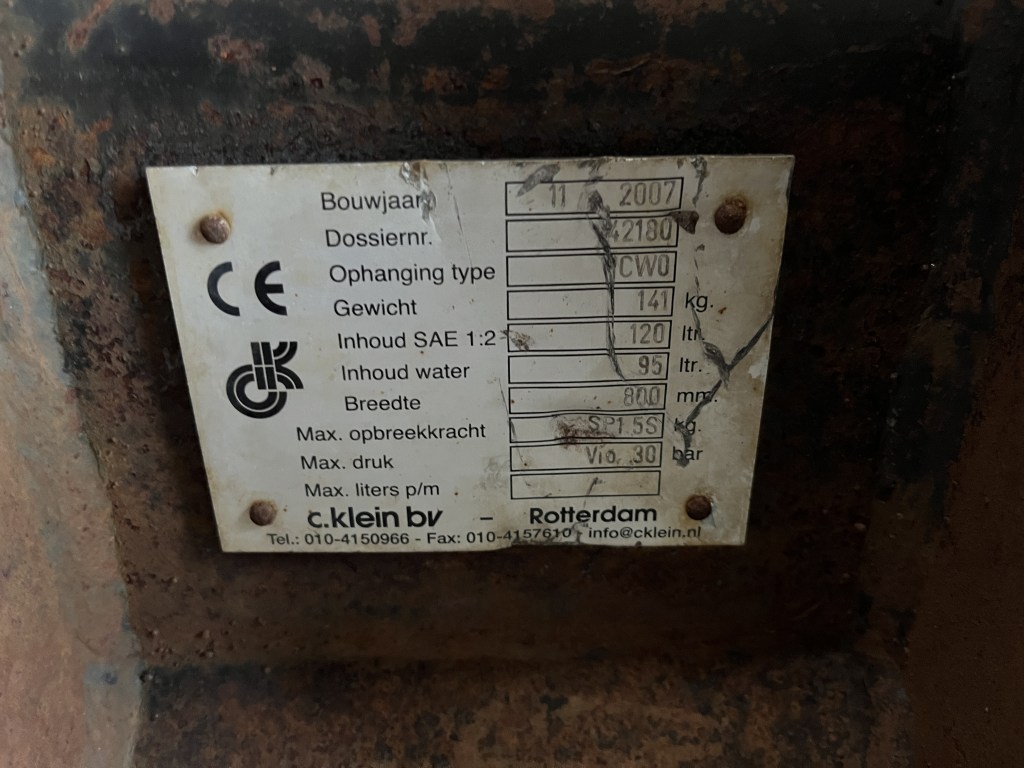 Bouwjaar 11 2007
Dossiernr. 42180
Ophanging type CW0
Gewicht 141 kg.
Inhoud SAE 1:2 120 ltr.
Inhoud water 95 ltr.
Breedte 800 mm.
Max. opbreekkracht SP1.5S kg.
Max. druk Vio. 30 bar
Max. liters p/m
CE
c.klein bv - Rotterdam
Tel.: 010-4150966 - Fax: 010-4157610 - info@cklein.nl